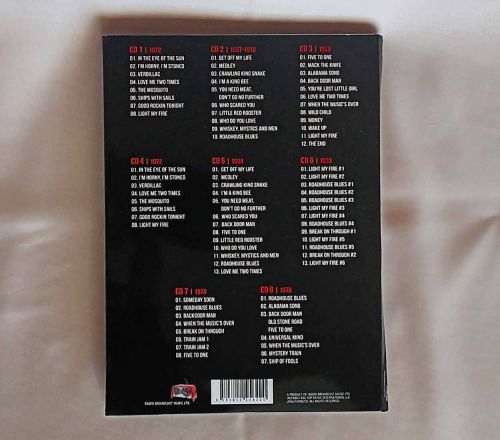 CD 1 | 1972
01. IN THE EYE OF THE SUN
02. I'M HORNY, I'M STONED
03. VERDILLAC
04. LOVE ME TWO TIMES
05. THE MOSQUITO
06. SHIPS WITH SAILS
07. GOOD ROCKIN TONIGHT
08. LIGHT MY FIRE
CD 2 | 1967-1970
01. GET OFF MY LIFE
02. MEDLEY
03. CRAWLING KING SNAKE
04. I'M A KING BEE
05. YOU NEED MEAT,
DON'T GO NO FURTHER
06. WHO SCARED YOU
07. LITTLE RED ROOSTER
08. WHO DO YOU LOVE
09. WHISKEY, MYSTICS AND MEN
10. ROADHOUSE BLUES
CD 3 | 1968
01. FIVE TO ONE
02. MACK THE KNIFE
03. ALABAMA SONG
04. BACK DOOR MAN
05. YOU'RE LOST LITTLE GIRL
06. LOVE ME TWO TIMES
07. WHEN THE MUSIC'S OVER
08. WILD CHILD
09. MONEY
10. WAKE UP
11. LIGHT MY FIRE
12. THE END
CD 4 | 1972
01. IN THE EYE OF THE SUN
02. I'M HORNY, I'M STONED
03. VERDILLAC
04. LOVE ME TWO TIMES
05. THE MOSQUITO
06. SHIPS WITH SAILS
07. GOOD ROCKIN TONIGHT
08. LIGHT MY FIRE
CD 5 |
01. GET OFF MY LIFE
02. MEDLEY
03. CRAWLING KING SNAKE
04. I'M A KING BEE
05. YOU NEED MEAT,
DON'T GO NO FURTHER
06. WHO SCARED YOU
07. BACK DOOR MAN
08. FIVE TO ONE
09. LITTLE RED ROOSTER
10. WHO DO YOU LOVE
11. WHISKEY, MYSTICS AND MEN
12. ROADHOUSE BLUES
13. LOVE ME TWO TIMES
CD 6 |
01. LIGHT MY FIRE #1
02. LIGHT MY FIRE #2
03. ROADHOUSE BLUES #1
04. ROADHOUSE BLUES #2
05. ROADHOUSE BLUES #3
06. LIGHT MY FIRE #3
07. LIGHT MY FIRE #4
08. ROADHOUSE BLUES #4
09. BREAK ON THROUGH #1
10. LIGHT MY FIRE #5
11. ROADHOUSE BLUES #5
12. BREAK ON THROUGH #2
13. LIGHT MY FIRE #6
CD 7 | 1970
01. SOMEDAY SOON
02. ROADHOUSE BLUES
03. BACKDOOR MAN
04. WHEN THE MUSIC'S OVER
05. BREAK ON THROUGH
06. TRAIN JAM 1
07. TRAIN JAM 2
08. FIVE TO ONE
CD 8 | 1970
01. ROADHOUSE BLUES
02. ALABAMA SONG
03. BACK DOOR MAN
OLD STONE ROAD
FIVE TO ONE
04. UNIVERSAL MIND
05. WHEN THE MUSIC'S OVER
06. MYSTERY TRAIN
07. SHIP OF FOOLS
RADIO BROADCAST MUSIC LTD
A PRODUCT OF RADIO BROADCAST MUSIC LTD
ALL RIGHTS RESERVED.